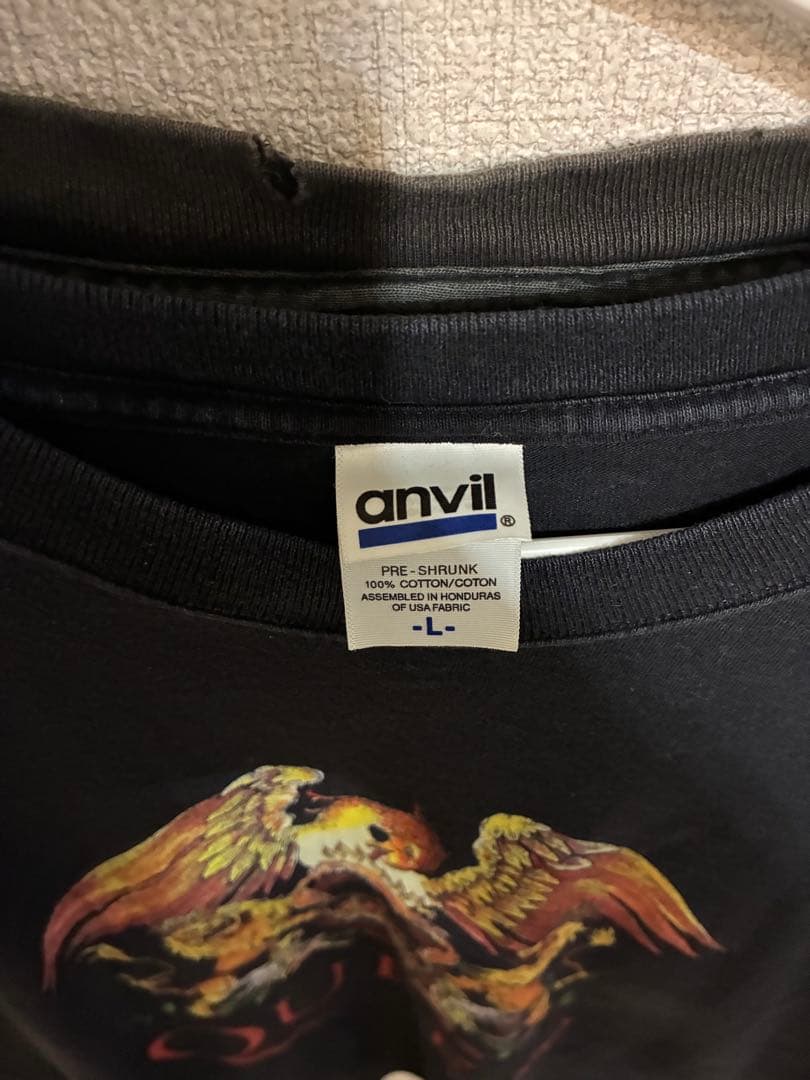 anvil®
PRE-SHRUNK
100% COTTON/COTON
ASSEMBLED IN HONDURAS
OF USA FABRIC
-L-